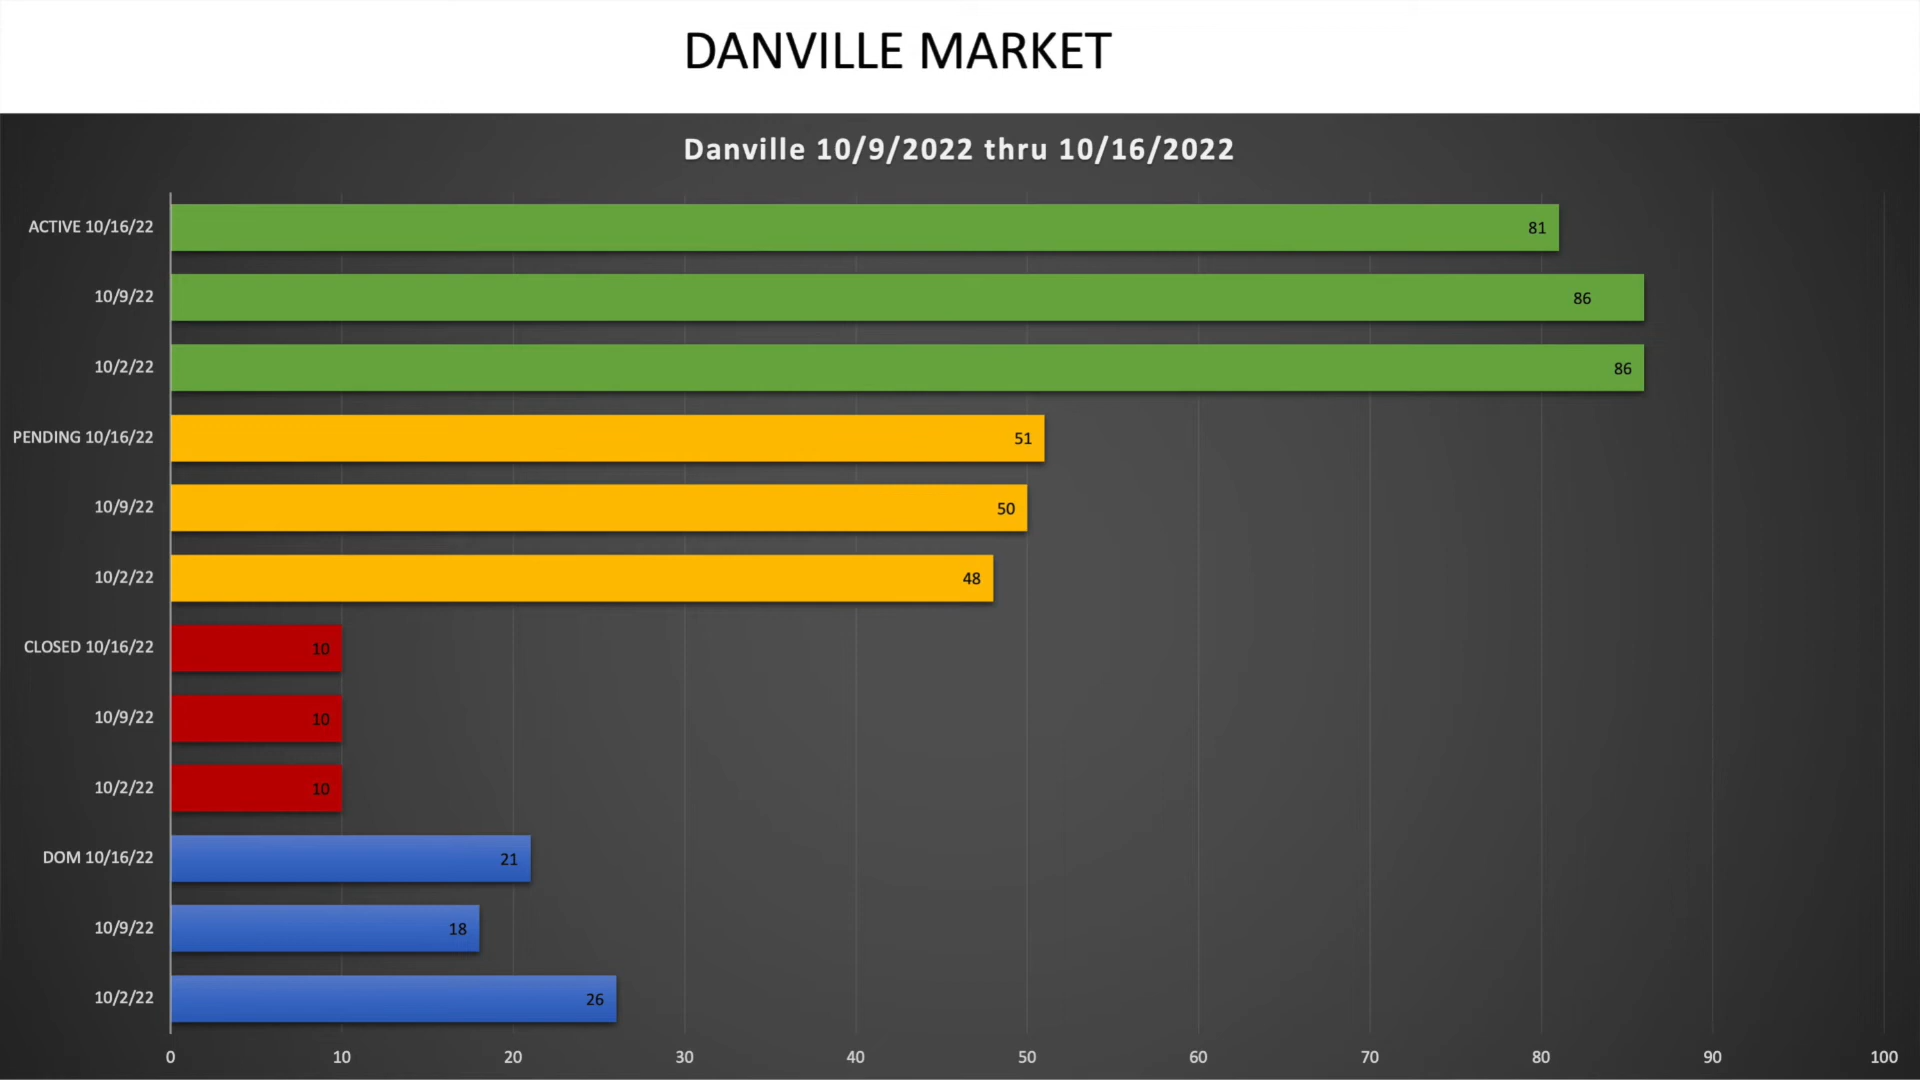 DANVILLE MARKET
Danville 10/9/2022 thru 10/16/2022
ACTIVE 10/16/22 81
10/9/22 86
10/2/22 86
PENDING 10/16/22 51
10/9/22 50
10/2/22 48
CLOSED 10/16/22 10
10/9/22 10
10/2/22 10
DOM 10/16/22 21
10/9/22 18
10/2/22 26
0 10 20 30 40 50 60 70 80 90 100